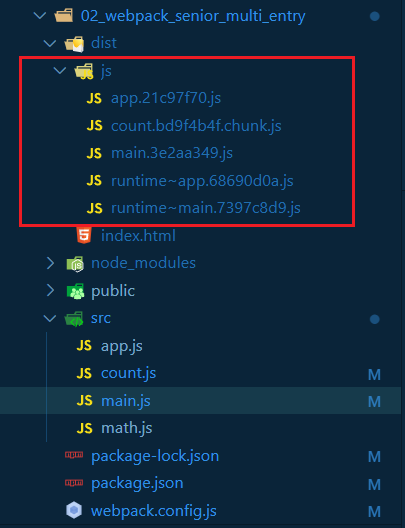 02_webpack_senior_multi_entry
dist
js
JS app.21c97f70.js
JS count.bd9f4b4f.chunk.js
JS main.3e2aa349.js
JS runtime~app.68690d0a.js
JS runtime~main.7397c8d9.js
index.html
node_modules
public
src
JS app.js
JS count.js M
JS main.js M
JS math.js
package-lock.json M
package.json M
webpack.config.js M